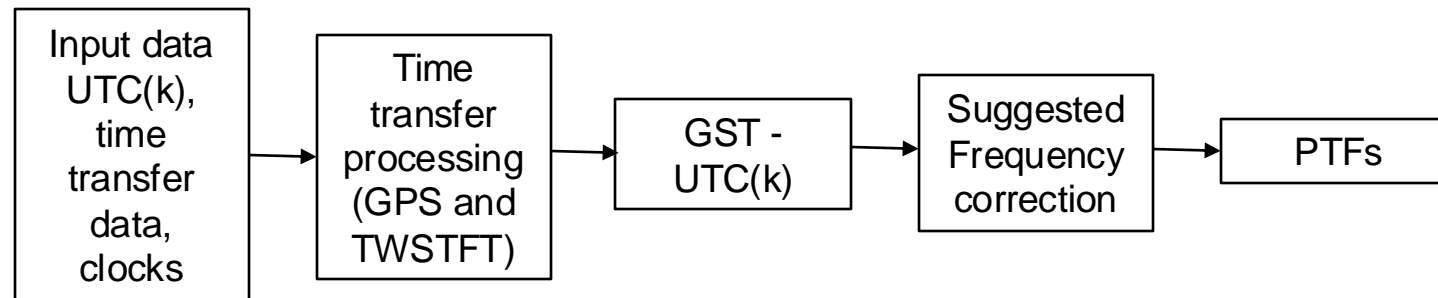 Input data
UTC(k),
time
transfer
data,
clocks
Time
transfer
processing
(GPS and
TWSTFT)
GST -
UTC(k)
Suggested
Frequency
correction
PTFs